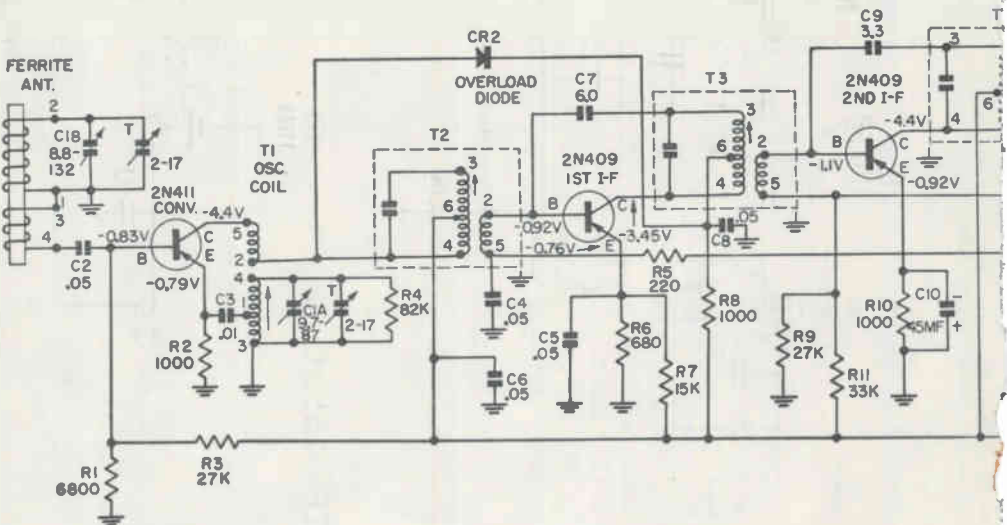 FERRITE
ANT.
2
C1B
8.8-
132
T
2-17
1
3
4
C2
.05
2N411
CONV.
-4.4V
-0.83V
B
C
E
-0.79V
C3
.01
R2
1000
R1
6800
R3
27K
T1
OSC
COIL
5
2
4
1
3
C1A
9.7-
87
T
2-17
R4
82K
CR2
OVERLOAD
DIODE
T2
3
6
4
2
5
C4
.05
C6
.05
C7
6.0
2N409
1ST I-F
B
-0.92V
C
-3.45V
-0.76V
E
C5
.05
R6
680
R7
15K
R5
220
T3
3
6
4
2
5
C8
.05
R8
1000
R9
27K
R11
33K
C9
3.3
2N409
2ND I-F
-4.4V
B
C
-1.1V
E
-0.92V
R10
1000
C10
-
45MF
+
T
3
6
4